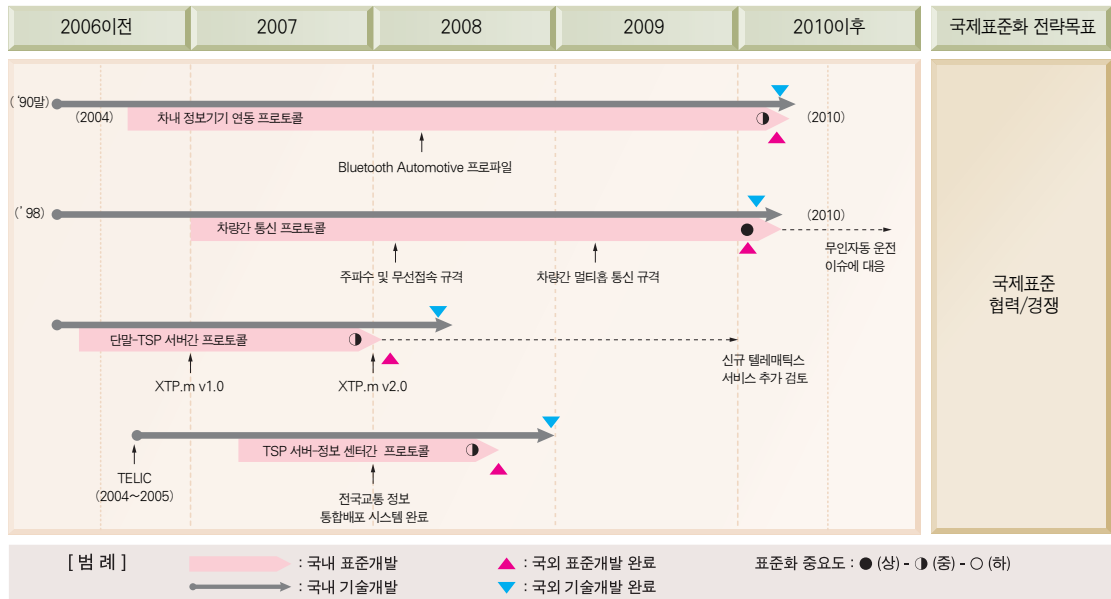 2006이전 2007 2008 2009 2010이후 국제표준화 전략목표
( ‘90말)
(2004) 차내 정보기기 연동 프로토콜 (2010)
Bluetooth Automotive 프로파일
(’98) (2010)
차량간 통신 프로토콜
주파수 및 무선접속 규격 차량간 멀티홉 통신 규격
무인자동 운전
이슈에 대응
국제표준
협력/경쟁
단말-TSP 서버간 프로토콜
XTP.m v1.0 XTP.m v2.0
신규 텔레매틱스
서비스 추가 검토
TSP 서버-정보 센터간 프로토콜
TELIC
(2004~2005)
전국교통 정보
통합배포 시스템 완료
[ 범 례 ] : 국내 표준개발 : 국외 표준개발 완료 표준화 중요도 : ● (상) - ◑ (중) - ○ (하)
: 국내 기술개발 : 국외 기술개발 완료